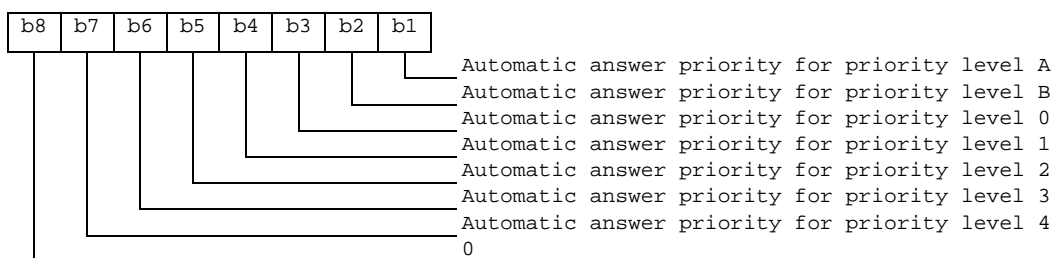 b8 b7 b6 b5 b4 b3 b2 b1
Automatic answer priority for priority level A
Automatic answer priority for priority level B
Automatic answer priority for priority level 0
Automatic answer priority for priority level 1
Automatic answer priority for priority level 2
Automatic answer priority for priority level 3
Automatic answer priority for priority level 4
0